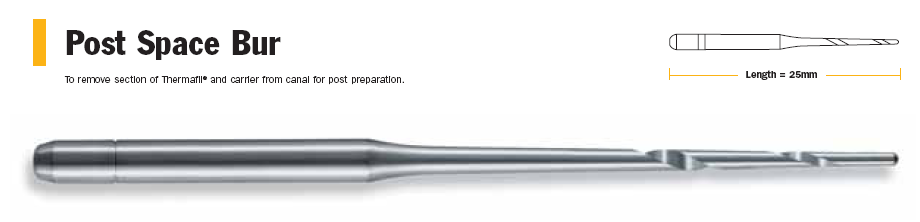 Post Space Bur
To remove section of Thermafil® and carrier from canal for post preparation.
Length = 25mm